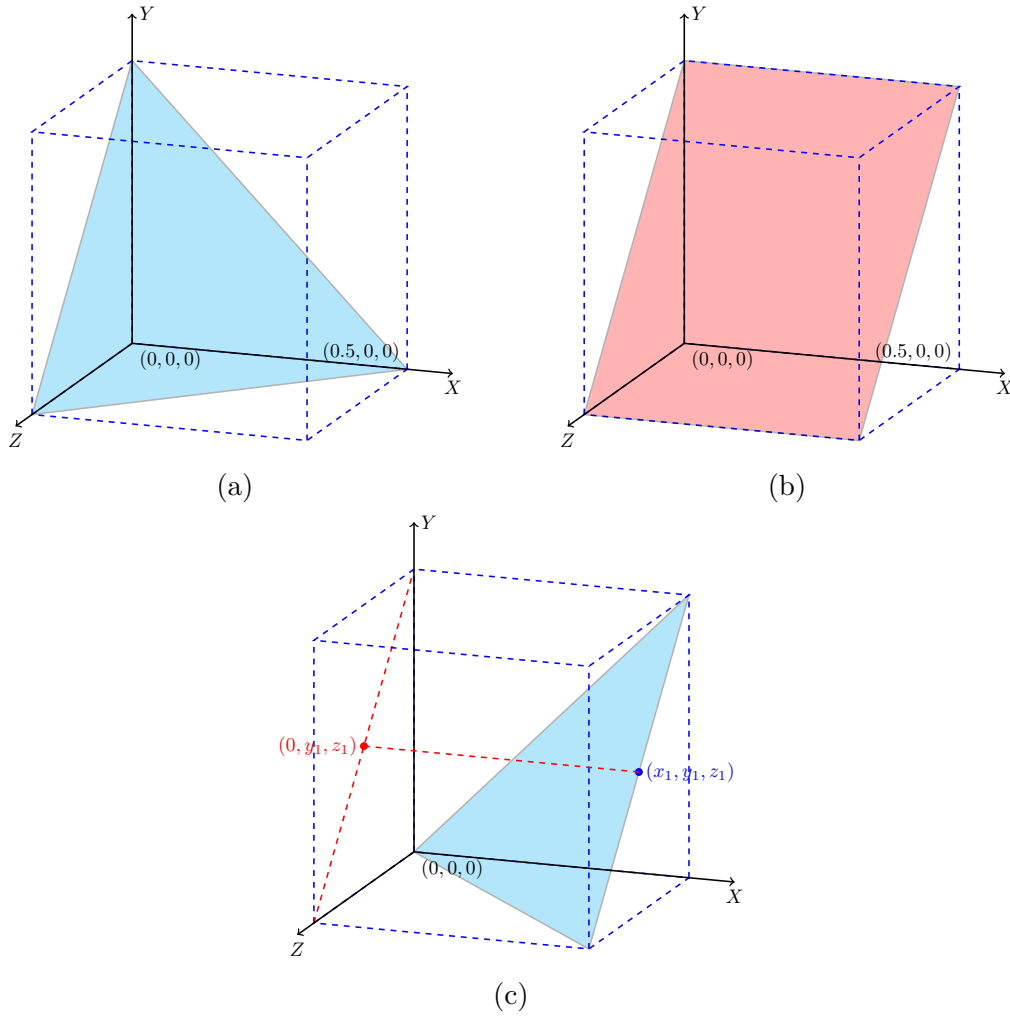 Y
(0, 0, 0)
(0.5, 0, 0)
X
Z
(a)
Y
(0, 0, 0)
(0.5, 0, 0)
X
Z
(b)
Y
(0, y₁, z₁)
(x₁, y₁, z₁)
(0, 0, 0)
X
Z
(c)